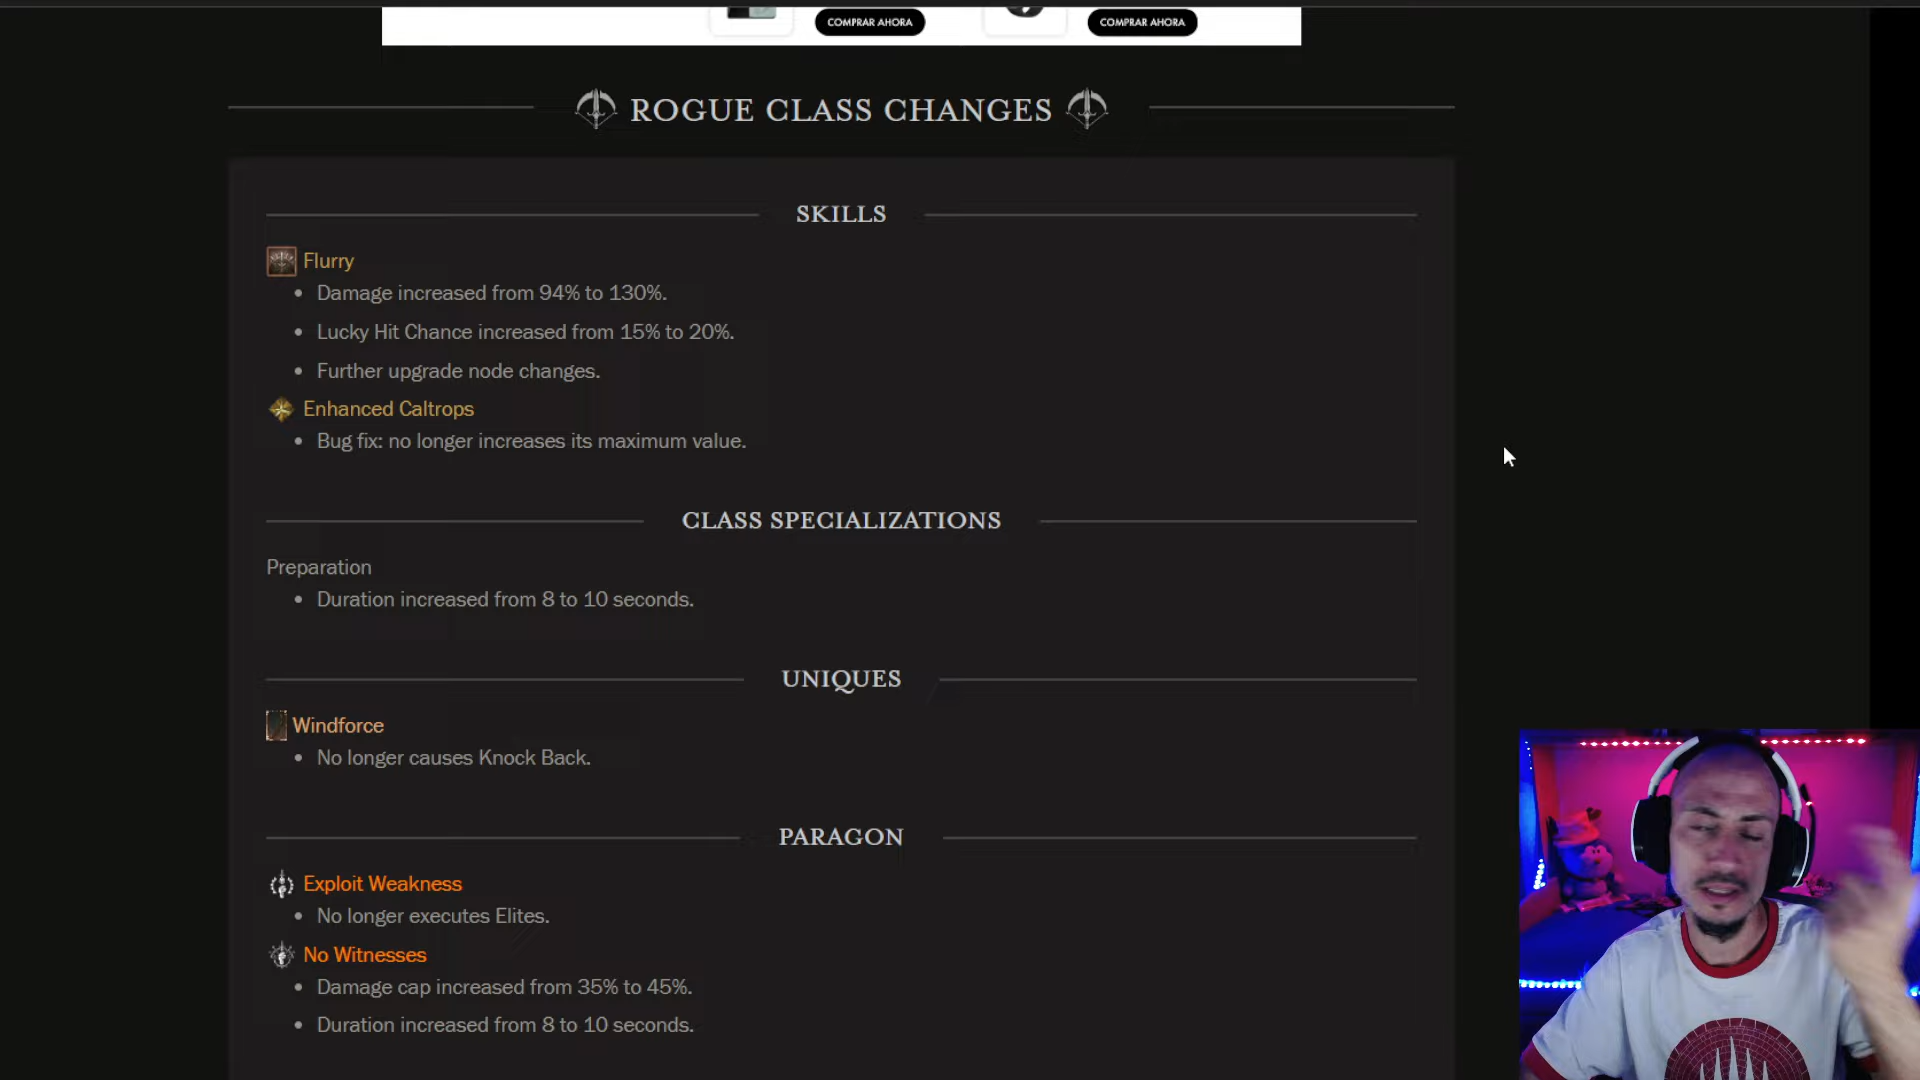 COMPRAR AHORA
COMPRAR AHORA
ROGUE CLASS CHANGES
SKILLS
Flurry
• Damage increased from 94% to 130%.
• Lucky Hit Chance increased from 15% to 20%.
• Further upgrade node changes.
Enhanced Caltrops
• Bug fix: no longer increases its maximum value.
CLASS SPECIALIZATIONS
Preparation
• Duration increased from 8 to 10 seconds.
UNIQUES
Windforce
• No longer causes Knock Back.
PARAGON
Exploit Weakness
• No longer executes Elites.
No Witnesses
• Damage cap increased from 35% to 45%.
• Duration increased from 8 to 10 seconds.